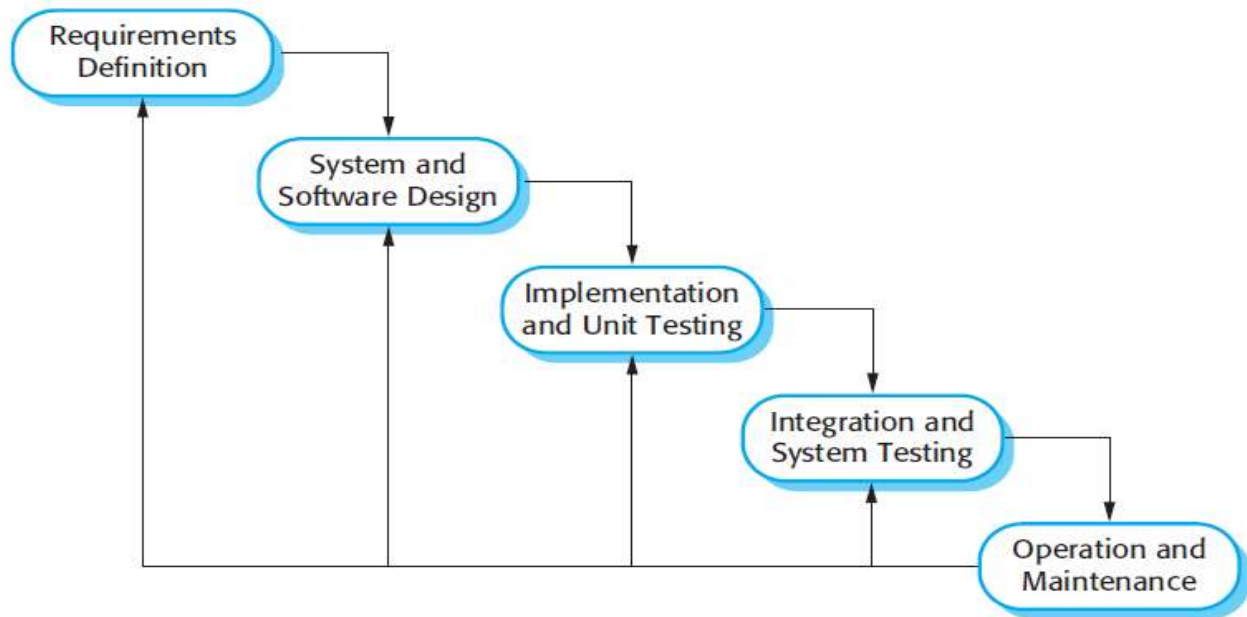 Requirements
Definition
System and
Software Design
Implementation
and Unit Testing
Integration and
System Testing
Operation and
Maintenance